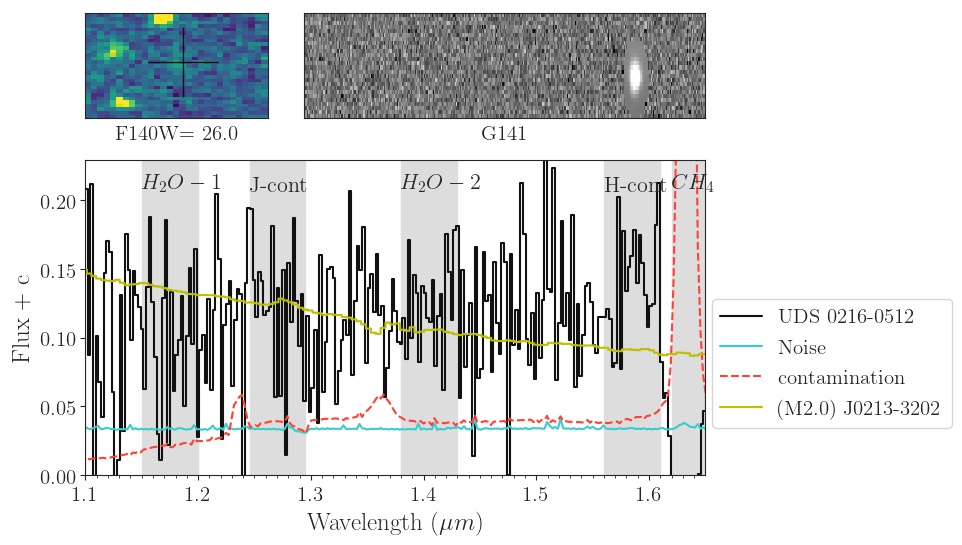 F140W= 26.0
G141
H₂O − 1
J-cont
H₂O − 2
H-cont
CH₄
0.20
0.15
0.10
0.05
0.00
Flux + c
1.1
1.2
1.3
1.4
1.5
1.6
Wavelength (μm)
UDS 0216-0512
Noise
contamination
(M2.0) J0213-3202